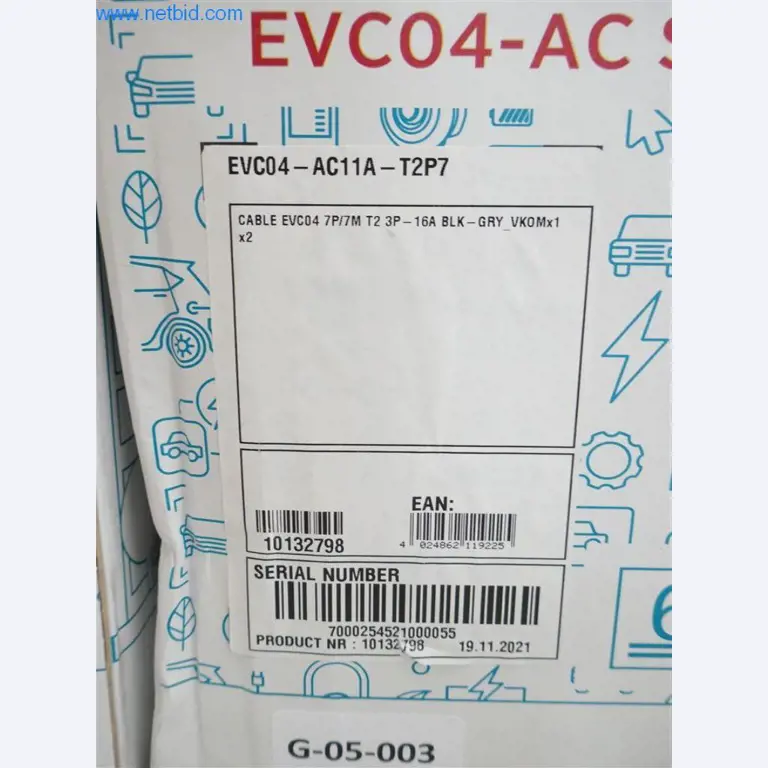 www.netbid.com
EVC04-AC S
EVC04-AC11A-T2P7
CABLE EVC04 7P/7M T2 3P-16A BLK-GRY_VKOMx1
x2
EAN:
10132798
4 024862 119225
SERIAL NUMBER
7000254521000055
PRODUCT NR : 10132798 19.11.2021
6
G-05-003